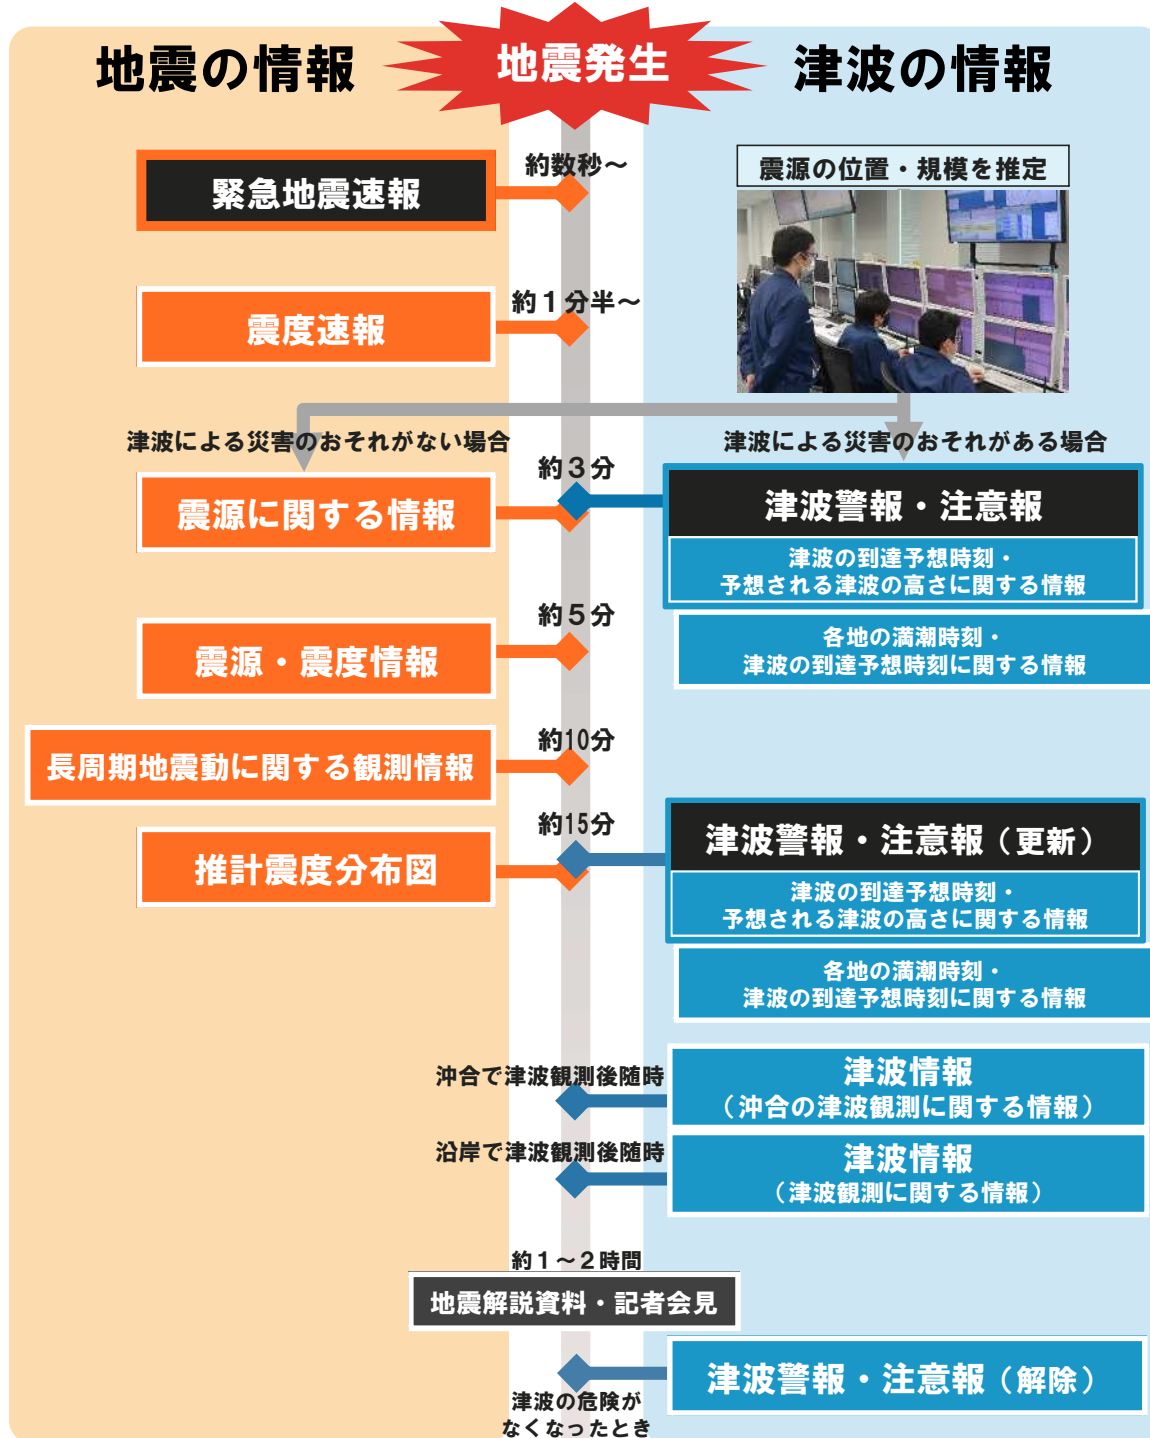 地震の情報
地震発生
津波の情報
約数秒～
緊急地震速報
震源の位置・規模を推定
約１分半～
震度速報
津波による災害のおそれがない場合
津波による災害のおそれがある場合
約３分
震源に関する情報
津波警報・注意報
津波の到達予想時刻・
予想される津波の高さに関する情報
約５分
震源・震度情報
各地の満潮時刻・
津波の到達予想時刻に関する情報
約10分
長周期地震動に関する観測情報
約15分
推計震度分布図
津波警報・注意報（更新）
津波の到達予想時刻・
予想される津波の高さに関する情報
各地の満潮時刻・
津波の到達予想時刻に関する情報
沖合で津波観測後随時
津波情報
（沖合の津波観測に関する情報）
沿岸で津波観測後随時
津波情報
（津波観測に関する情報）
約１～２時間
地震解説資料・記者会見
津波警報・注意報（解除）
津波の危険が
なくなったとき